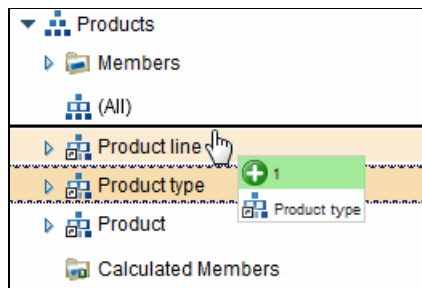 Products
Members
(All)
Product line
1
Product type
Product type
Product
Calculated Members